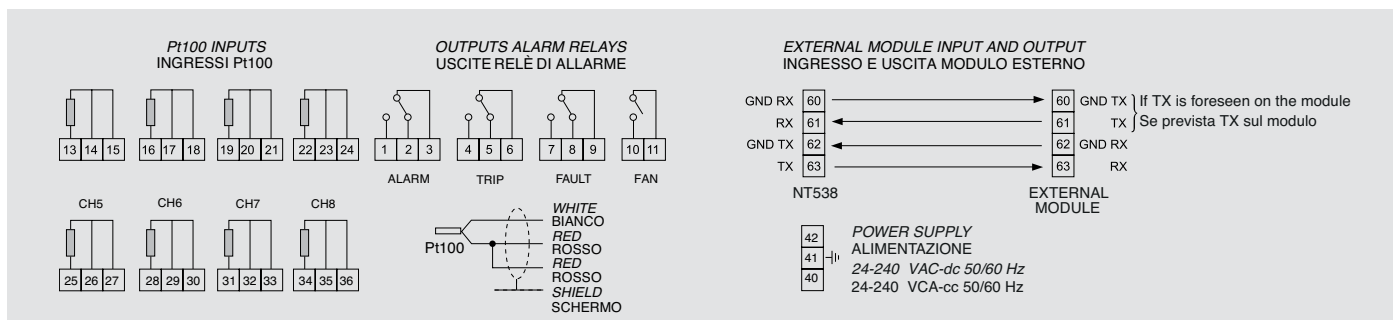 Pt100 INPUTS
INGRESSI Pt100
13 14 15
16 17 18
19 20 21
22 23 24
CH5 CH6 CH7 CH8
25 26 27
28 29 30
31 32 33
34 35 36
OUTPUTS ALARM RELAYS
USCITE RELÈ DI ALLARME
1 2 3
4 5 6
7 8 9
10 11
ALARM TRIP FAULT FAN
Pt100
WHITE
BIANCO
RED
ROSSO
RED
ROSSO
SHIELD
SCHERMO
EXTERNAL MODULE INPUT AND OUTPUT
INGRESSO E USCITA MODULO ESTERNO
GND RX 60
RX 61
GND TX 62
TX 63
NT538
60 GND TX
61 TX
62 GND RX
63 RX
If TX is foreseen on the module
Se prevista TX sul modulo
EXTERNAL
MODULE
42
41
40
POWER SUPPLY
ALIMENTAZIONE
24-240 VAC-dc 50/60 Hz
24-240 VCA-cc 50/60 Hz